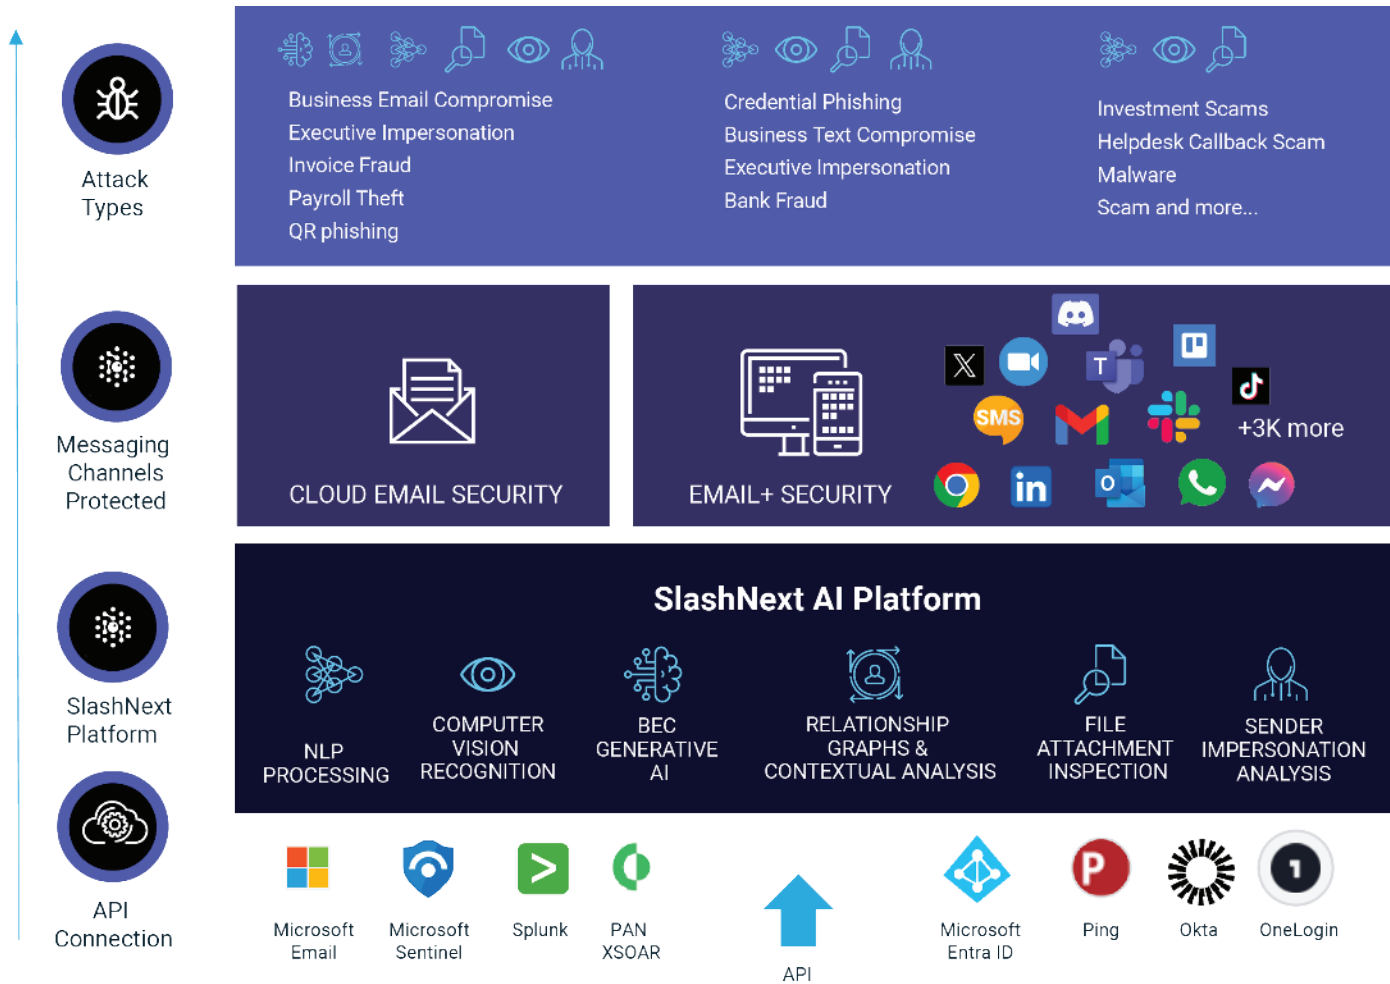 Attack
Types
Business Email Compromise
Executive Impersonation
Invoice Fraud
Payroll Theft
QR phishing
Credential Phishing
Business Text Compromise
Executive Impersonation
Bank Fraud
Investment Scams
Helpdesk Callback Scam
Malware
Scam and more...
Messaging
Channels
Protected
CLOUD EMAIL SECURITY
EMAIL+ SECURITY
X
T
SMS
+3K more
in
O
SlashNext
Platform
SlashNext AI Platform
NLP
PROCESSING
COMPUTER
VISION
RECOGNITION
BEC
GENERATIVE
AI
RELATIONSHIP
GRAPHS &
CONTEXTUAL ANALYSIS
FILE
ATTACHMENT
INSPECTION
SENDER
IMPERSONATION
ANALYSIS
API
Connection
Microsoft
Email
Microsoft
Sentinel
>
Splunk
PAN
XSOAR
API
Microsoft
Entra ID
P
Ping
Okta
1
OneLogin